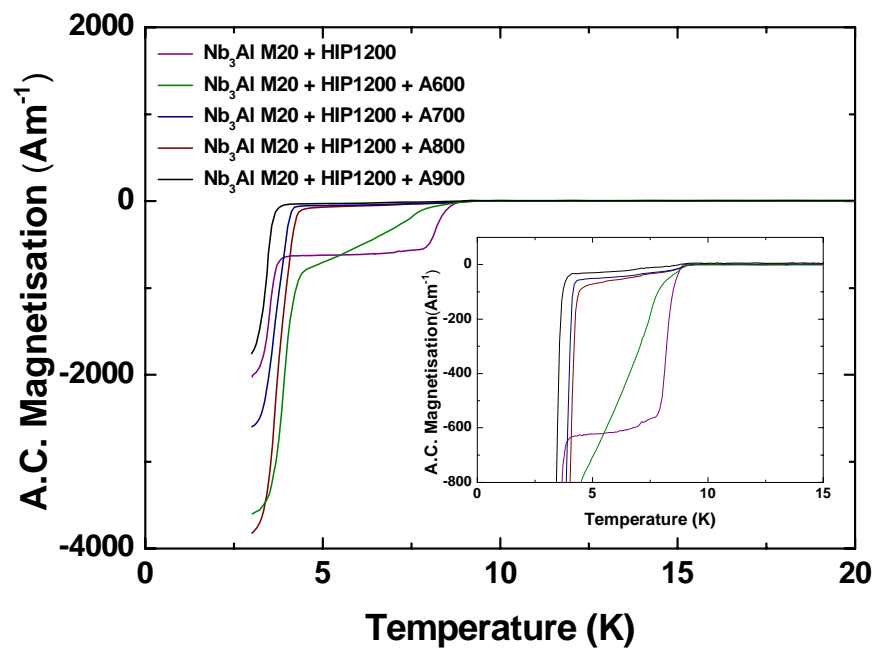 2000
0
-2000
-4000
A.C. Magnetisation (Am⁻¹)
Nb₃Al M20 + HIP1200
Nb₃Al M20 + HIP1200 + A600
Nb₃Al M20 + HIP1200 + A700
Nb₃Al M20 + HIP1200 + A800
Nb₃Al M20 + HIP1200 + A900
0
-200
-400
-600
-800
A.C. Magnetisation(Am⁻¹)
0 5 10 15
Temperature (K)
0 5 10 15 20
Temperature (K)